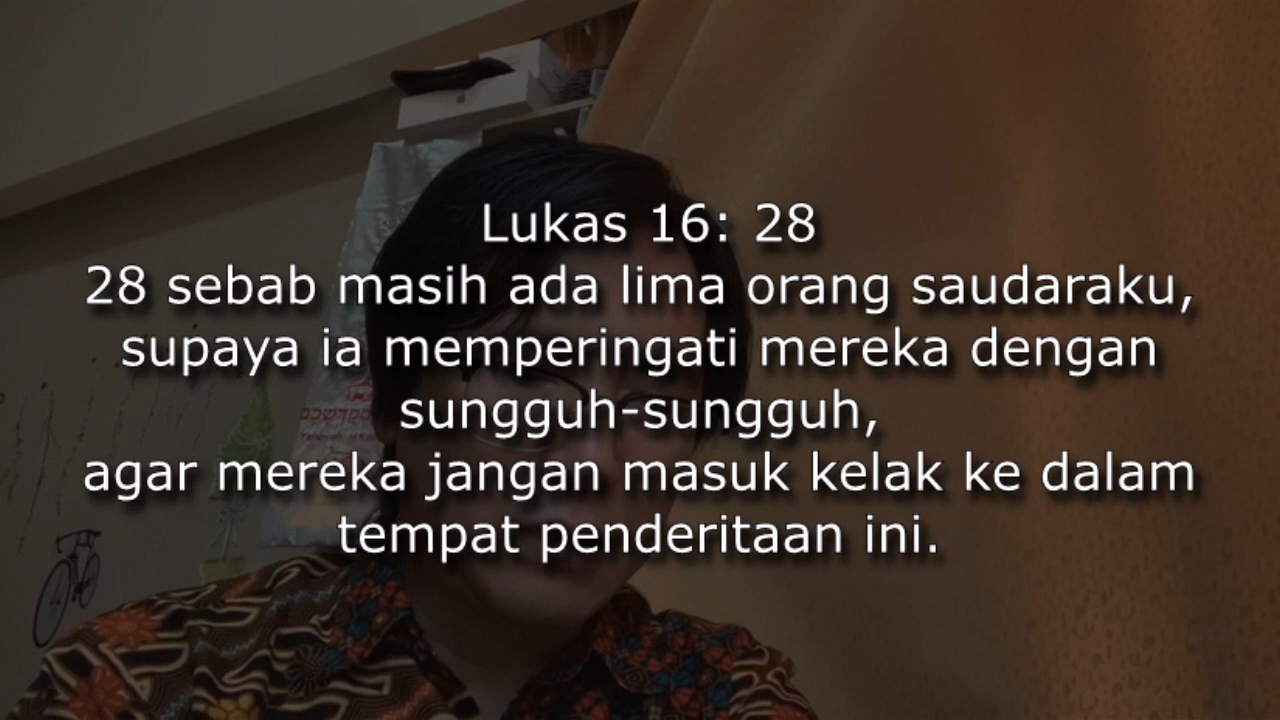 Lukas 16: 28
28 sebab masih ada lima orang saudaraku,
supaya ia memperingati mereka dengan
sungguh-sungguh,
agar mereka jangan masuk kelak ke dalam
tempat penderitaan ini.